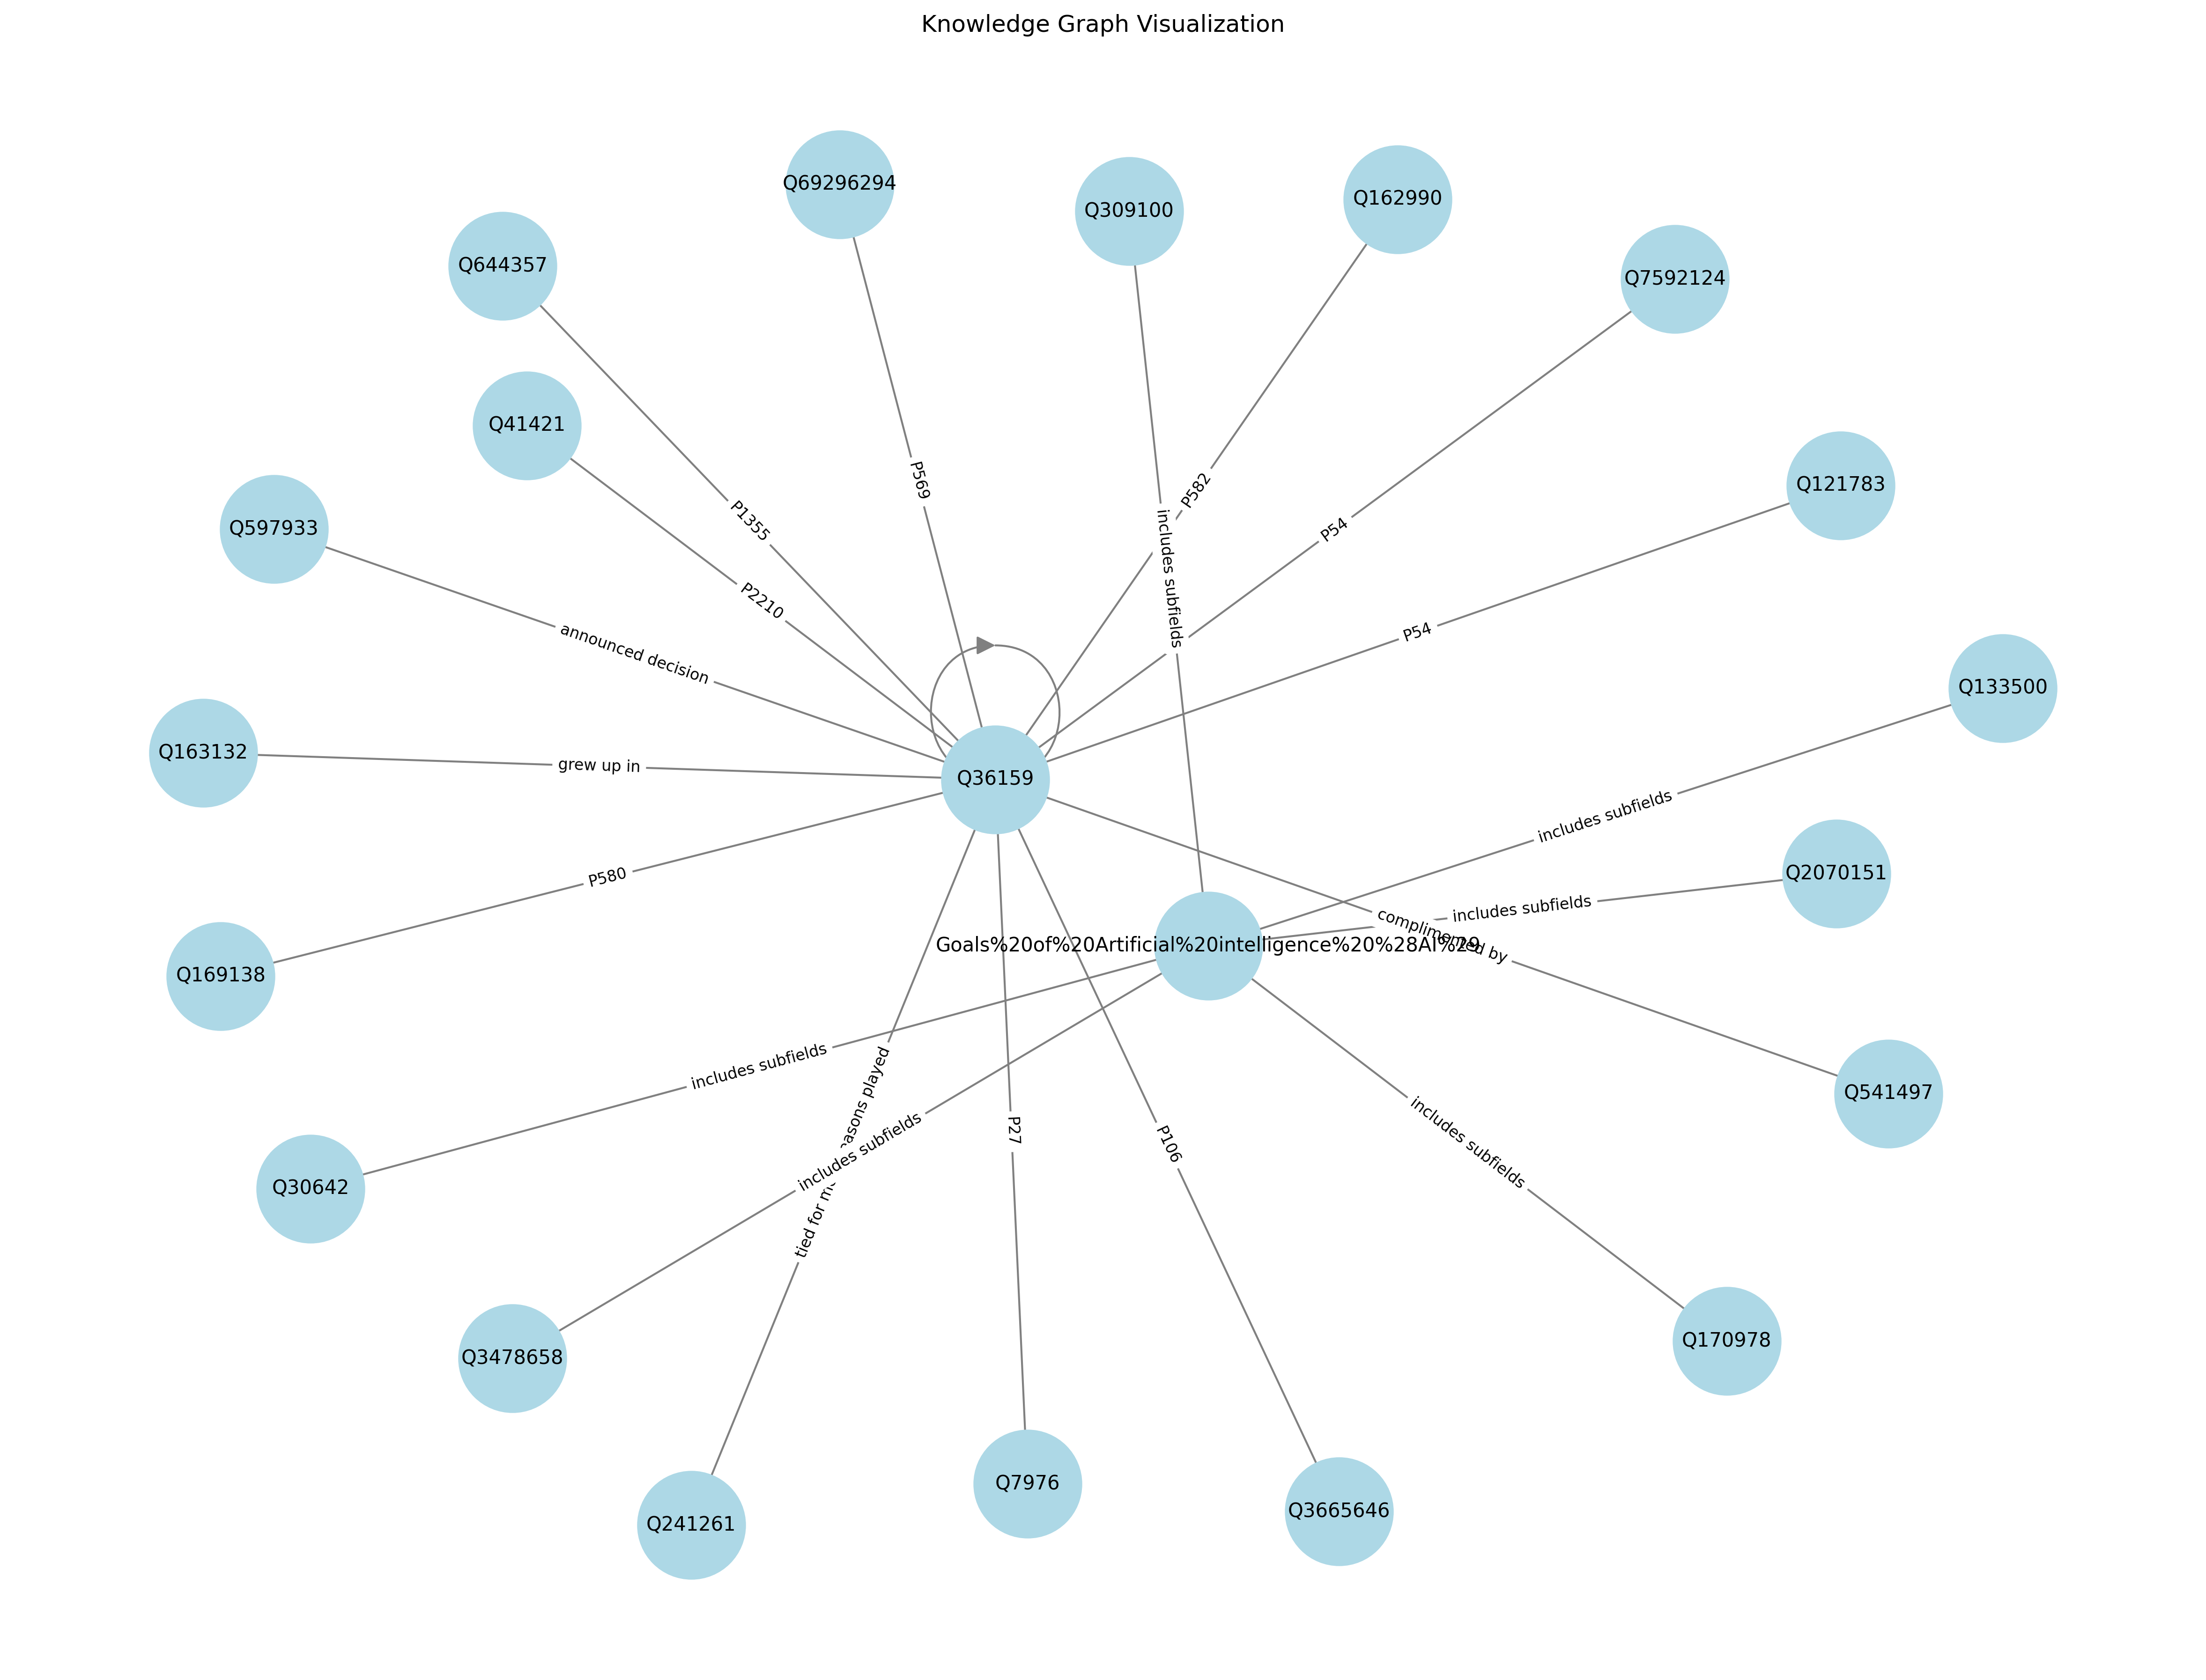 Knowledge Graph Visualization
Q69296294
Q309100
Q162990
Q644357
Q7592124
Q41421
Q121783
Q597933
P569
P582
P1355
P54
includes subfields
P2210
P54
announced decision
Q133500
Q163132
grew up in
Q36159
includes subfields
P580
Q2070151
includes subfields
complimented by
Goals%20of%20Artificial%20intelligence%20%28AI%29
Q169138
includes subfields
Q541497
tied for
played
P27
P106
includes subfields
includes subfields
Q30642
Q170978
Q3478658
Q7976
Q3665646
Q241261